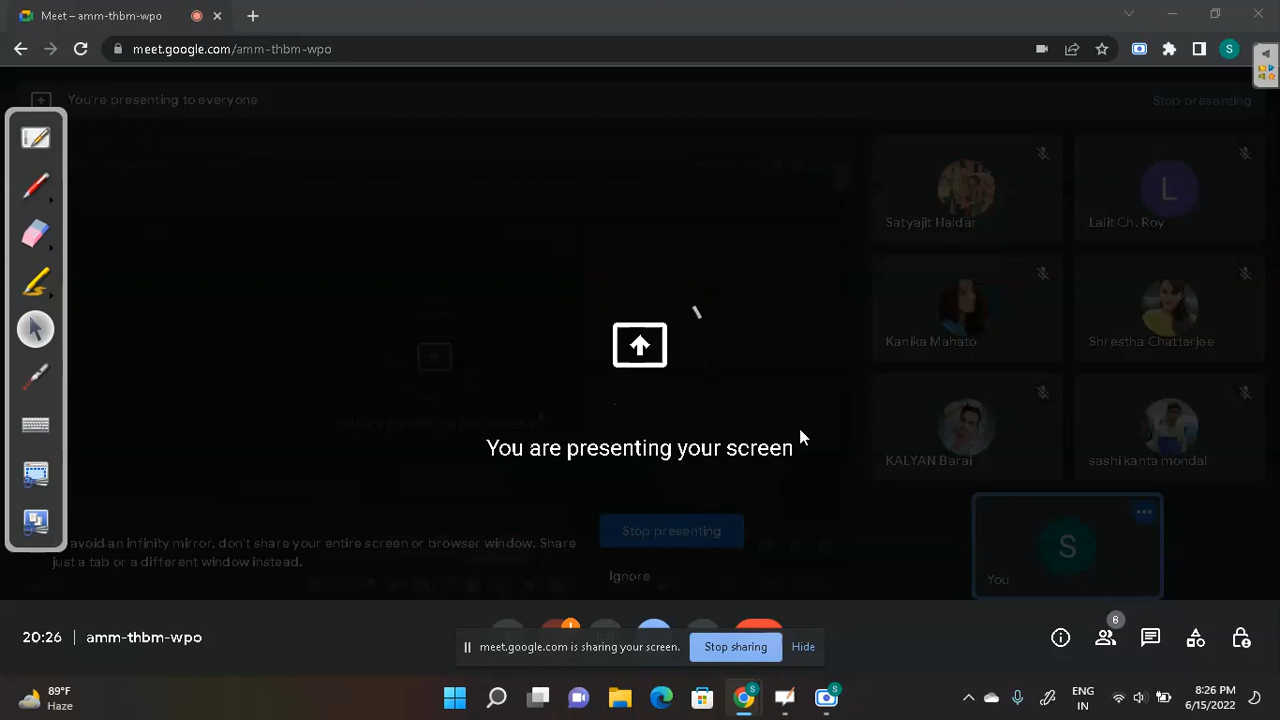 Meet – amm-thbm-wpo
meet.google.com/amm-thbm-wpo
S
You're presenting to everyone
Stop presenting
Satyajit Haldar
L
Lalit Ch. Roy
Kanika Mahato
Shrestha Chatterjee
You are presenting your screen
KALYAN Barai
sashi kanta mondal
Stop presenting
avoid an infinity mirror, don't share your entire screen or browser window. Share
just a tab or a different window instead.
Ignore
S
You
20:26 | amm-thbm-wpo
meet.google.com is sharing your screen.
Stop sharing
Hide
8
89°F
Haze
S
S
ENG
IN
8:26 PM
6/15/2022